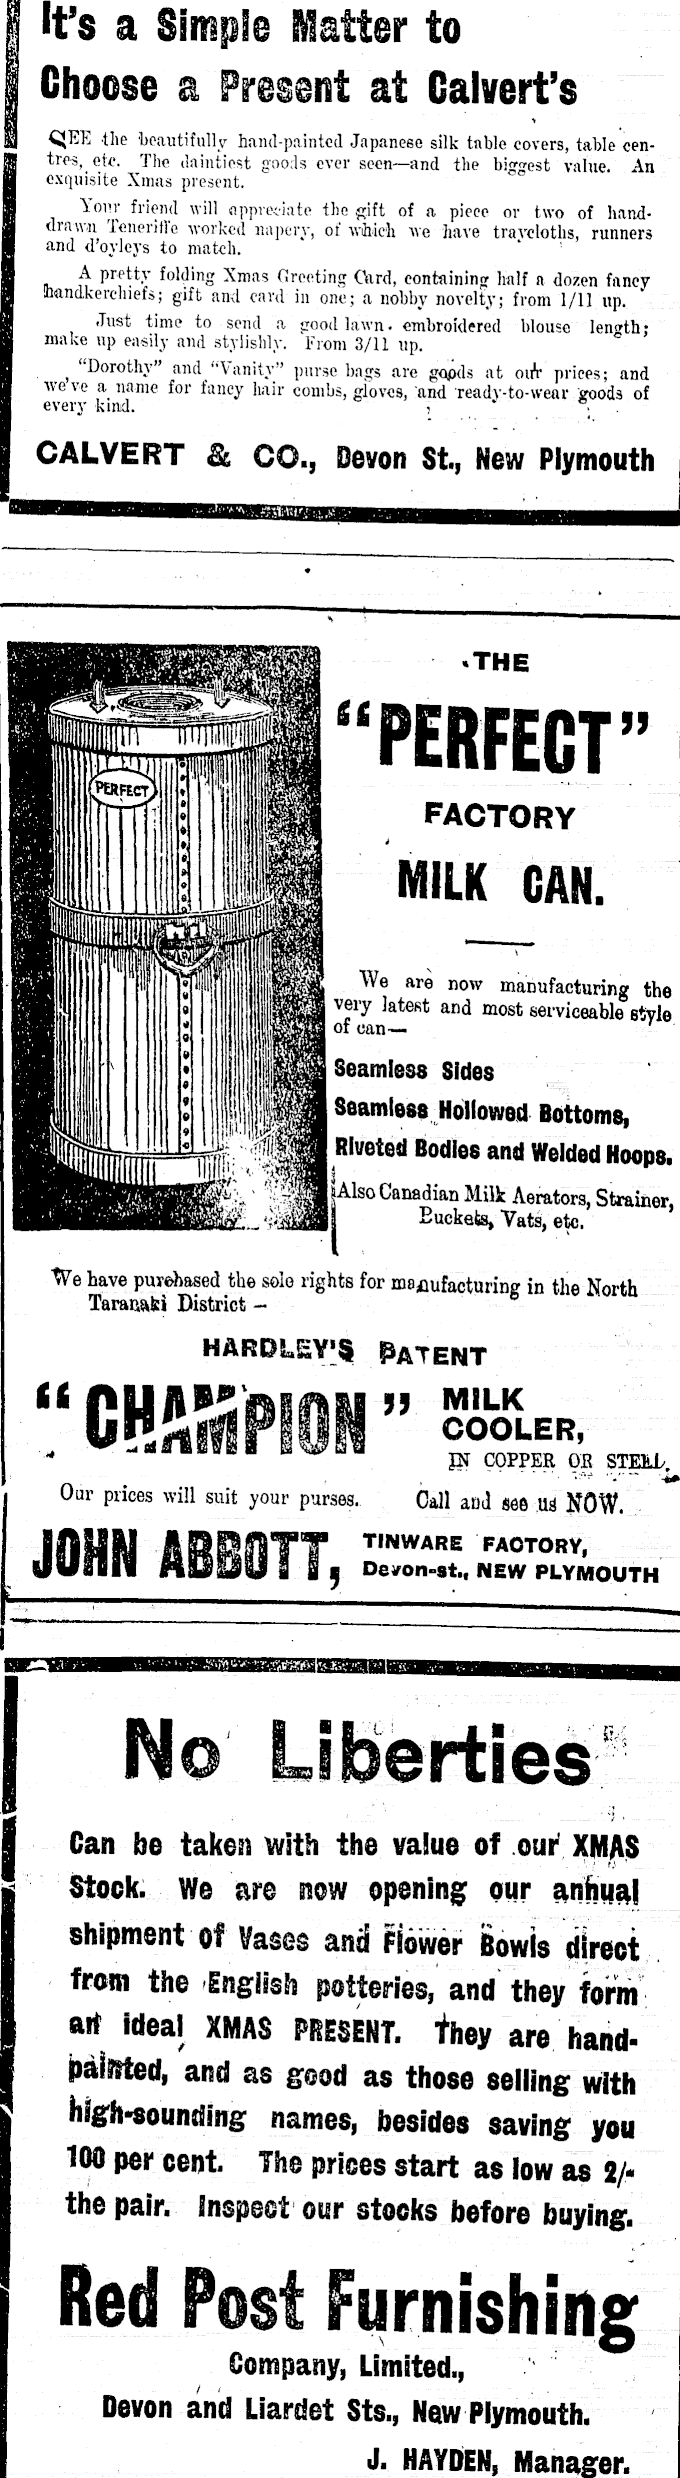 It's a Simple Matter to
Choose a Present at Calvert's
SEE the beautifully hand-painted Japanese silk table covers, table cen-
tres, etc. The daintiest goods ever seen—and the biggest value. An
exquisite Xmas present.
Your friend will appreciate the gift of a piece or two of hand-
drawn Teneriffe worked napery, of which we have traycloths, runners
and d'oyleys to match.
A pretty folding Xmas Greeting Card, containing half a dozen fancy
handkerchiefs; gift and card in one; a nobby novelty; from 1/11 up.
Just time to send a good lawn embroidered blouse length;
make up easily and stylishly. From 3/11 up.
"Dorothy" and "Vanity" purse bags are goods at our prices; and
we've a name for fancy hair combs, gloves, and ready-to-wear goods of
every kind.
CALVERT & CO., Devon St., New Plymouth
PERFECT
THE
"PERFECT"
FACTORY
MILK CAN.
We are now manufacturing the
very latest and most serviceable style
of can—
Seamless Sides
Seamless Hollowed Bottoms,
Riveted Bodies and Welded Hoops.
Also Canadian Milk Aerators, Strainer,
Buckets, Vats, etc.
We have purchased the sole rights for manufacturing in the North
Taranaki District —
HARDLEY'S PATENT
"CHAMPION" MILK
COOLER,
IN COPPER OR STEEL.
Our prices will suit your purses. Call and see us NOW.
JOHN ABBOTT, TINWARE FACTORY,
Devon-st., NEW PLYMOUTH
No Liberties
Can be taken with the value of our XMAS
Stock. We are now opening our annual
shipment of Vases and Flower Bowls direct
from the English potteries, and they form
an ideal XMAS PRESENT. They are hand-
painted, and as good as those selling with
high-sounding names, besides saving you
100 per cent. The prices start as low as 2/-
the pair. Inspect our stocks before buying.
Red Post Furnishing
Company, Limited.,
Devon and Liardet Sts., New Plymouth.
J. HAYDEN, Manager.